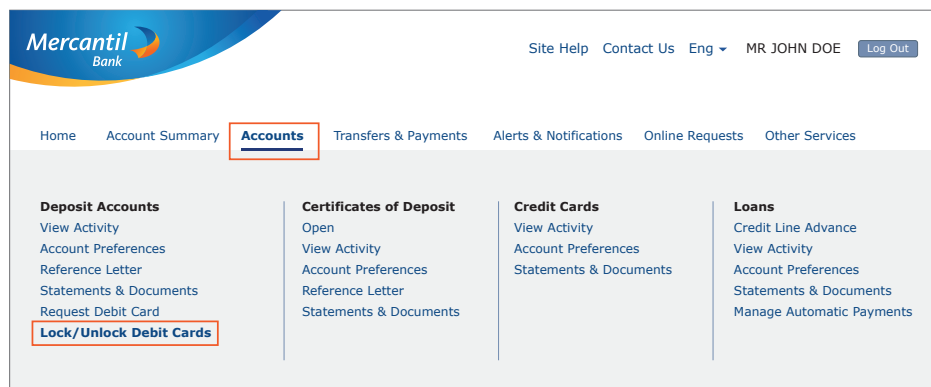 Mercantil
Bank
Site Help Contact Us Eng MR JOHN DOE Log Out
Home Account Summary Accounts Transfers & Payments Alerts & Notifications Online Requests Other Services
Deposit Accounts
View Activity
Account Preferences
Reference Letter
Statements & Documents
Request Debit Card
Lock/Unlock Debit Cards
Certificates of Deposit
Open
View Activity
Account Preferences
Reference Letter
Statements & Documents
Credit Cards
View Activity
Account Preferences
Statements & Documents
Loans
Credit Line Advance
View Activity
Account Preferences
Statements & Documents
Manage Automatic Payments